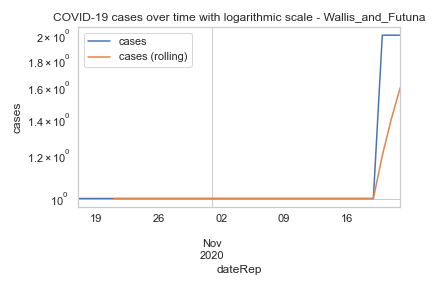 COVID-19 cases over time with logarithmic scale - Wallis_and_Futuna
cases
cases (rolling)
2 × 10⁰
1.8 × 10⁰
1.6 × 10⁰
1.4 × 10⁰
1.2 × 10⁰
10⁰
cases
19 26 02 09 16
Nov
2020
dateRep